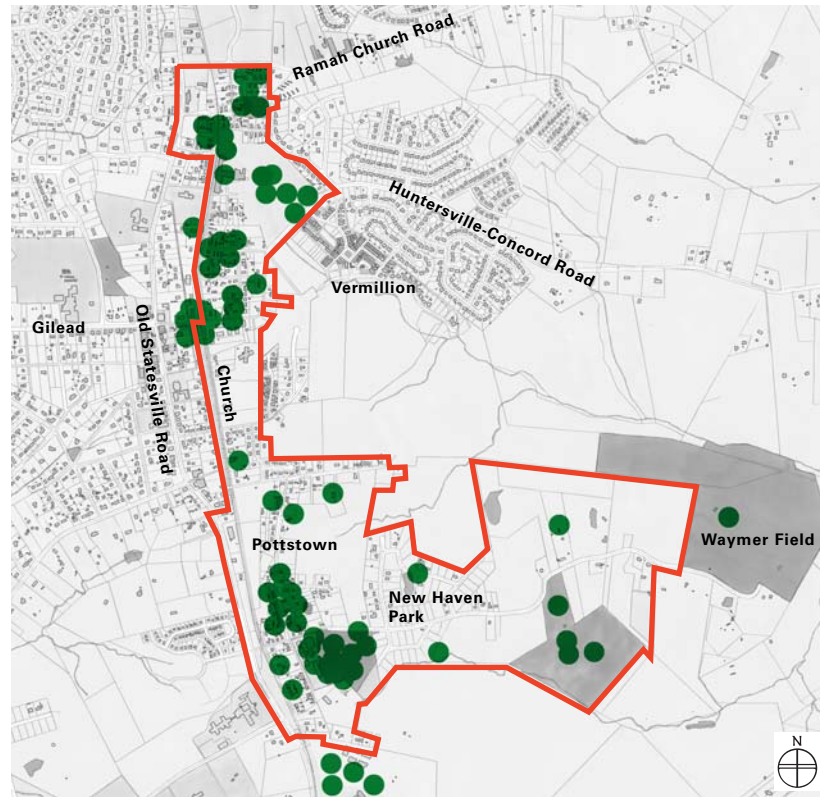 Ramah Church Road
Huntersville-Concord Road
Vermillion
Gilead
Old Statesville Road
Church
Pottstown
Waymer Field
New Haven
Park
N